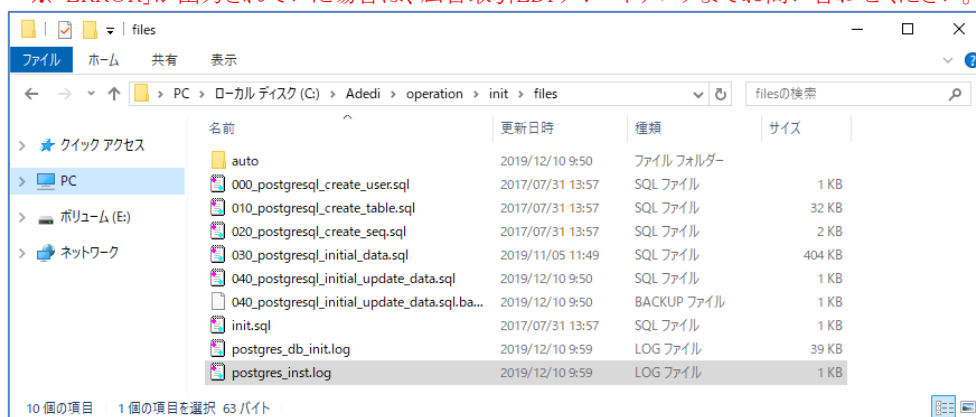 files
ファイル ホーム 共有 表示
PC › ローカル ディスク (C:) › Adedi › operation › init › files filesの検索
名前 更新日時 種類 サイズ
クイック アクセス
PC
ボリューム (E:)
ネットワーク
auto 2019/12/10 9:50 ファイル フォルダー
000_postgresql_create_user.sql 2017/07/31 13:57 SQL ファイル 1 KB
010_postgresql_create_table.sql 2017/07/31 13:57 SQL ファイル 32 KB
020_postgresql_create_seq.sql 2017/07/31 13:57 SQL ファイル 2 KB
030_postgresql_initial_data.sql 2019/11/05 11:49 SQL ファイル 404 KB
040_postgresql_initial_update_data.sql 2019/12/10 9:50 SQL ファイル 1 KB
040_postgresql_initial_update_data.sql.ba... 2019/12/10 9:50 BACKUP ファイル 1 KB
init.sql 2017/07/31 13:57 SQL ファイル 1 KB
postgres_db_init.log 2019/12/10 9:59 LOG ファイル 39 KB
postgres_inst.log 2019/12/10 9:59 LOG ファイル 1 KB
10 個の項目 1 個の項目を選択 63 バイト